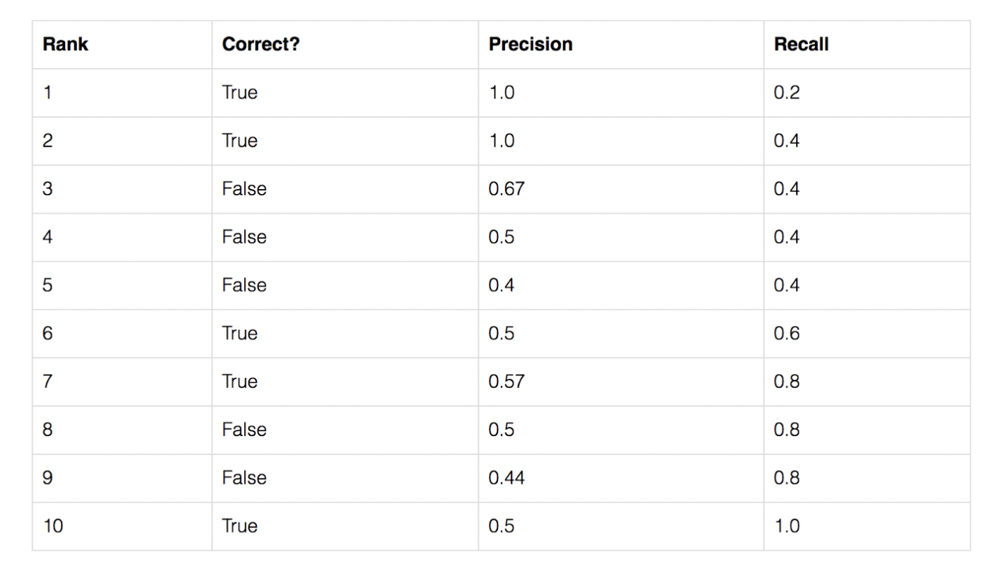 Rank Correct? Precision Recall
1 True 1.0 0.2
2 True 1.0 0.4
3 False 0.67 0.4
4 False 0.5 0.4
5 False 0.4 0.4
6 True 0.5 0.6
7 True 0.57 0.8
8 False 0.5 0.8
9 False 0.44 0.8
10 True 0.5 1.0